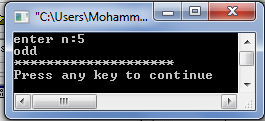 "C:\Users\Mohamm...
enter n:5
odd
********************
Press any key to continue